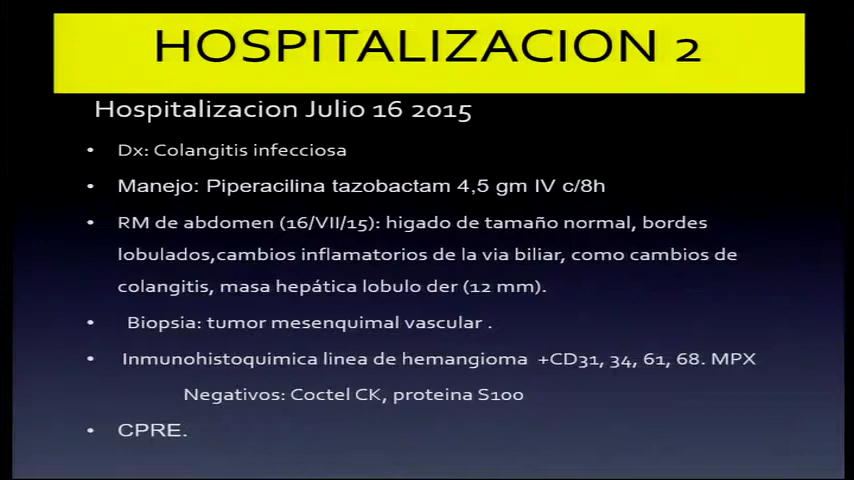 HOSPITALIZACION 2
Hospitalizacion Julio 16 2015
• Dx: Colangitis infecciosa
• Manejo: Piperacilina tazobactam 4,5 gm IV c/8h
• RM de abdomen (16/VII/15): higado de tamaño normal, bordes
lobulados,cambios inflamatorios de la via biliar, como cambios de
colangitis, masa hepática lobulo der (12 mm).
• Biopsia: tumor mesenquimal vascular .
• Inmunohistoquimica linea de hemangioma +CD31, 34, 61, 68. MPX
Negativos: Coctel CK, proteina S100
• CPRE.